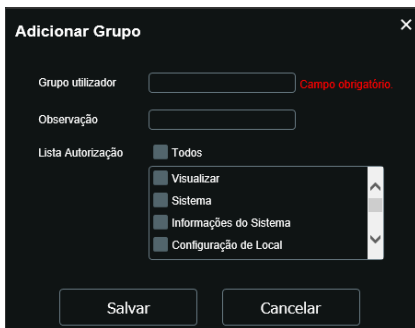 Adicionar Grupo
Grupo utilizador Campo obrigatório
Observação
Lista Autorização Todos
Visualizar
Sistema
Informações do Sistema
Configuração de Local
Salvar Cancelar